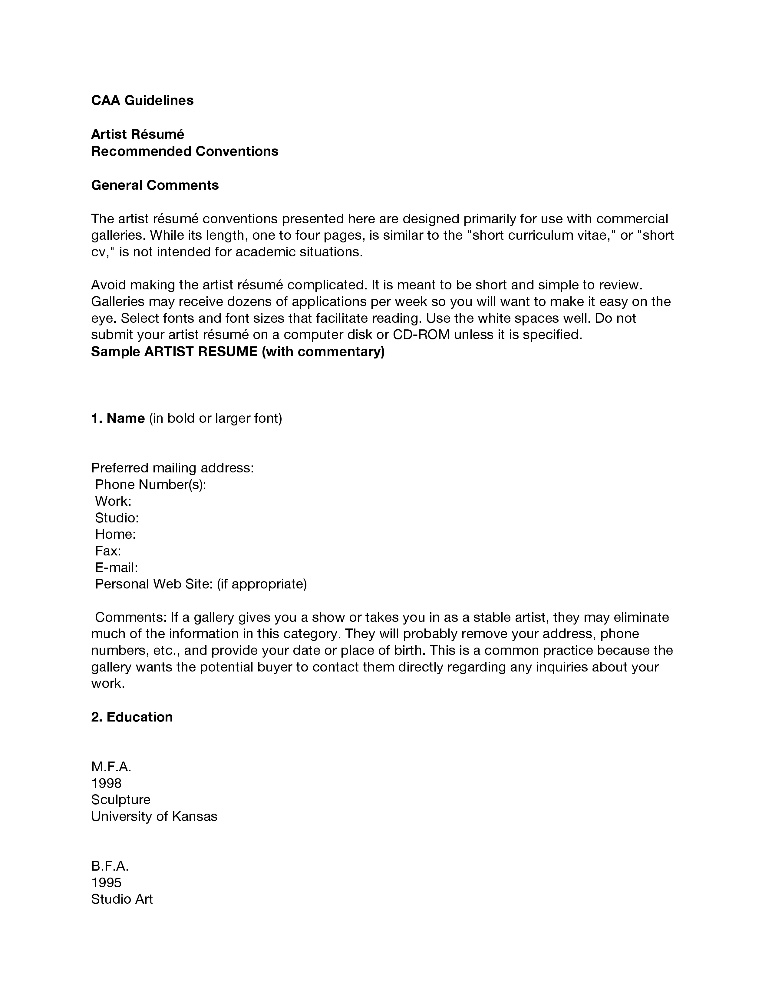 CAA Guidelines
Artist Résumé
Recommended Conventions
General Comments
The artist résumé conventions presented here are designed primarily for use with commercial
galleries. While its length, one to four pages, is similar to the "short curriculum vitae," or "short
cv," is not intended for academic situations.
Avoid making the artist résumé complicated. It is meant to be short and simple to review.
Galleries may receive dozens of applications per week so you will want to make it easy on the
eye. Select fonts and font sizes that facilitate reading. Use the white spaces well. Do not
submit your artist résumé on a computer disk or CD-ROM unless it is specified.
Sample ARTIST RESUME (with commentary)
1. Name (in bold or larger font)
Preferred mailing address:
Phone Number(s):
Work:
Studio:
Home:
Fax:
E-mail:
Personal Web Site: (if appropriate)
Comments: If a gallery gives you a show or takes you in as a stable artist, they may eliminate
much of the information in this category. They will probably remove your address, phone
numbers, etc., and provide your date or place of birth. This is a common practice because the
gallery wants the potential buyer to contact them directly regarding any inquiries about your
work.
2. Education
M.F.A.
1998
Sculpture
University of Kansas
B.F.A.
1995
Studio Art